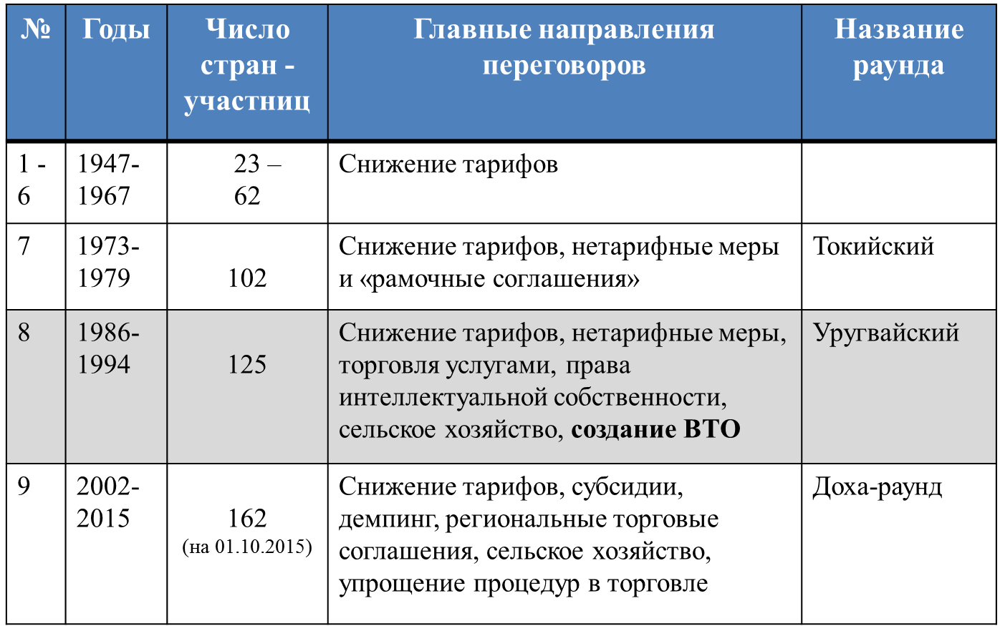 №
Годы
Число
стран -
участниц
Главные направления
переговоров
Название
раунда
1 -
6
1947-
1967
23 –
62
Снижение тарифов
7
1973-
1979
102
Снижение тарифов, нетарифные меры
и «рамочные соглашения»
Токийский
8
1986-
1994
125
Снижение тарифов, нетарифные меры,
торговля услугами, права
интеллектуальной собственности,
сельское хозяйство, создание ВТО
Уругвайский
9
2002-
2015
162
(на 01.10.2015)
Снижение тарифов, субсидии,
демпинг, региональные торговые
соглашения, сельское хозяйство,
упрощение процедур в торговле
Доха-раунд